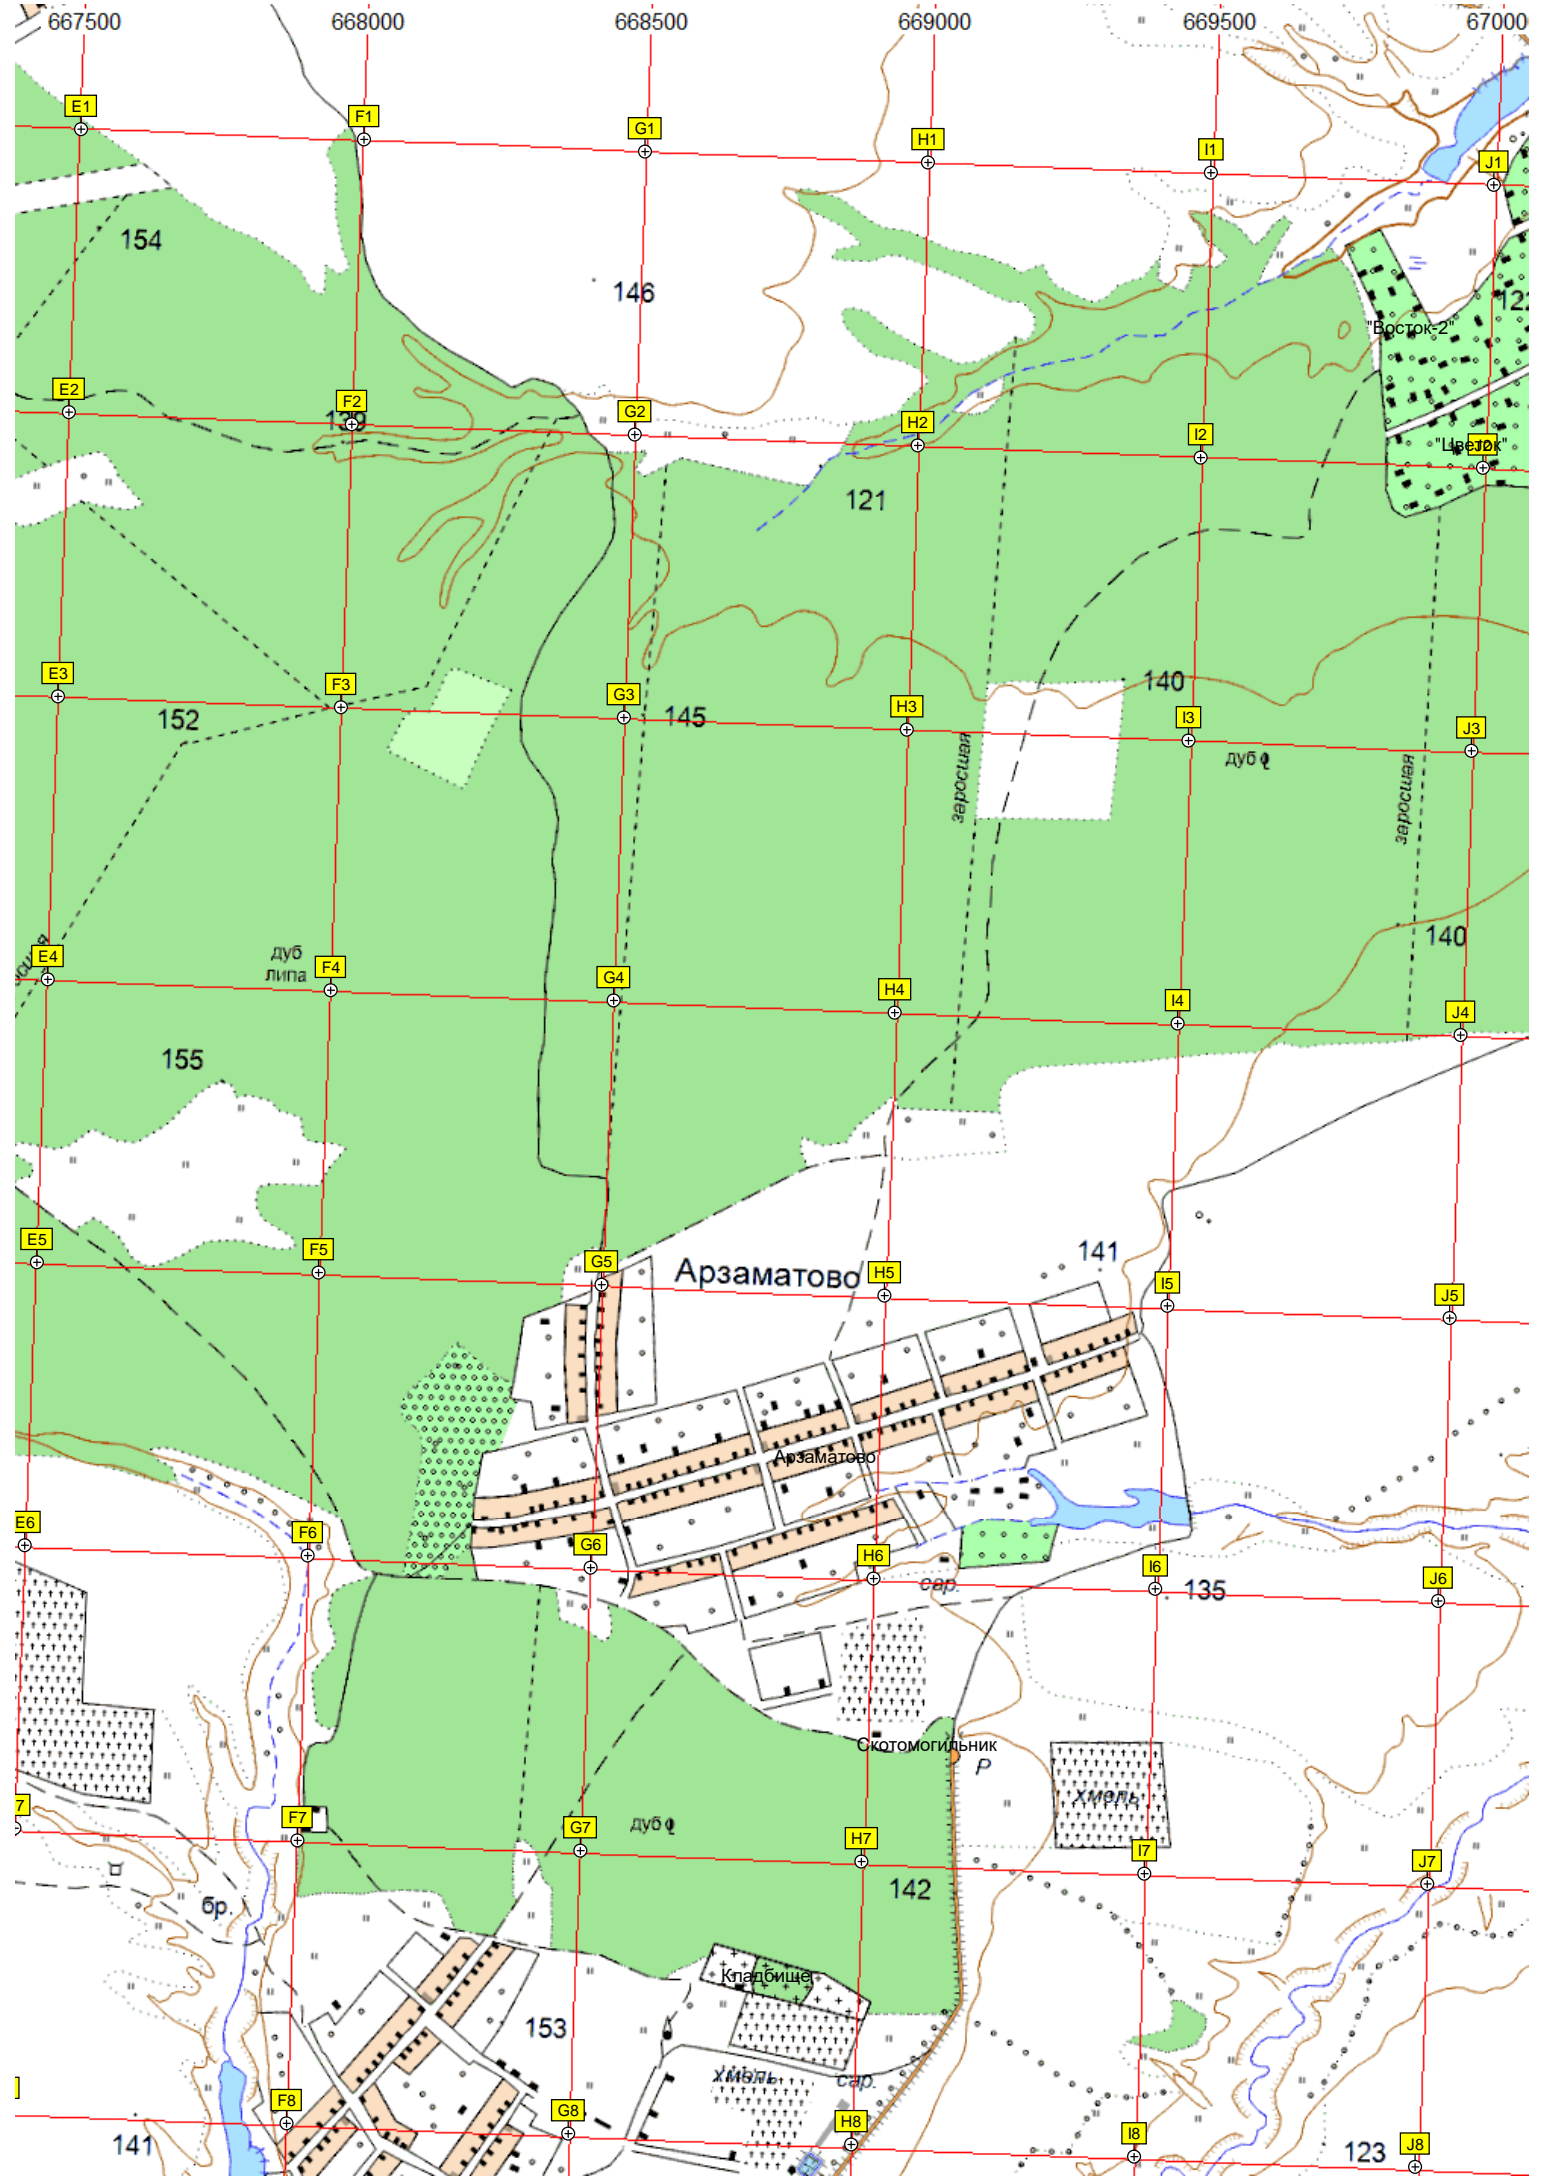 667500 668000 668500 669000 669500 67000
E1 F1 G1 H1 I1 J1
154
146
"Восток-2"
E2 F2 G2 H2 I2 J2
"Цветок"
121
E3 F3 G3 H3 I3 J3
152 145 140
дуб
заросшая заросшая
140
дуб
липа
E4 F4 G4 H4 I4 J4
155
141
E5 F5 G5 H5 I5 J5
Арзаматово
Арзаматово
E6 F6 G6 H6 I6 J6
сар.
135
Скотомогильник
Р
хмель
7 F7 G7 H7 I7 J7
дуб
142
бр.
Кладбище
153
хмель сар.
F8 G8 H8 I8 J8
141 123